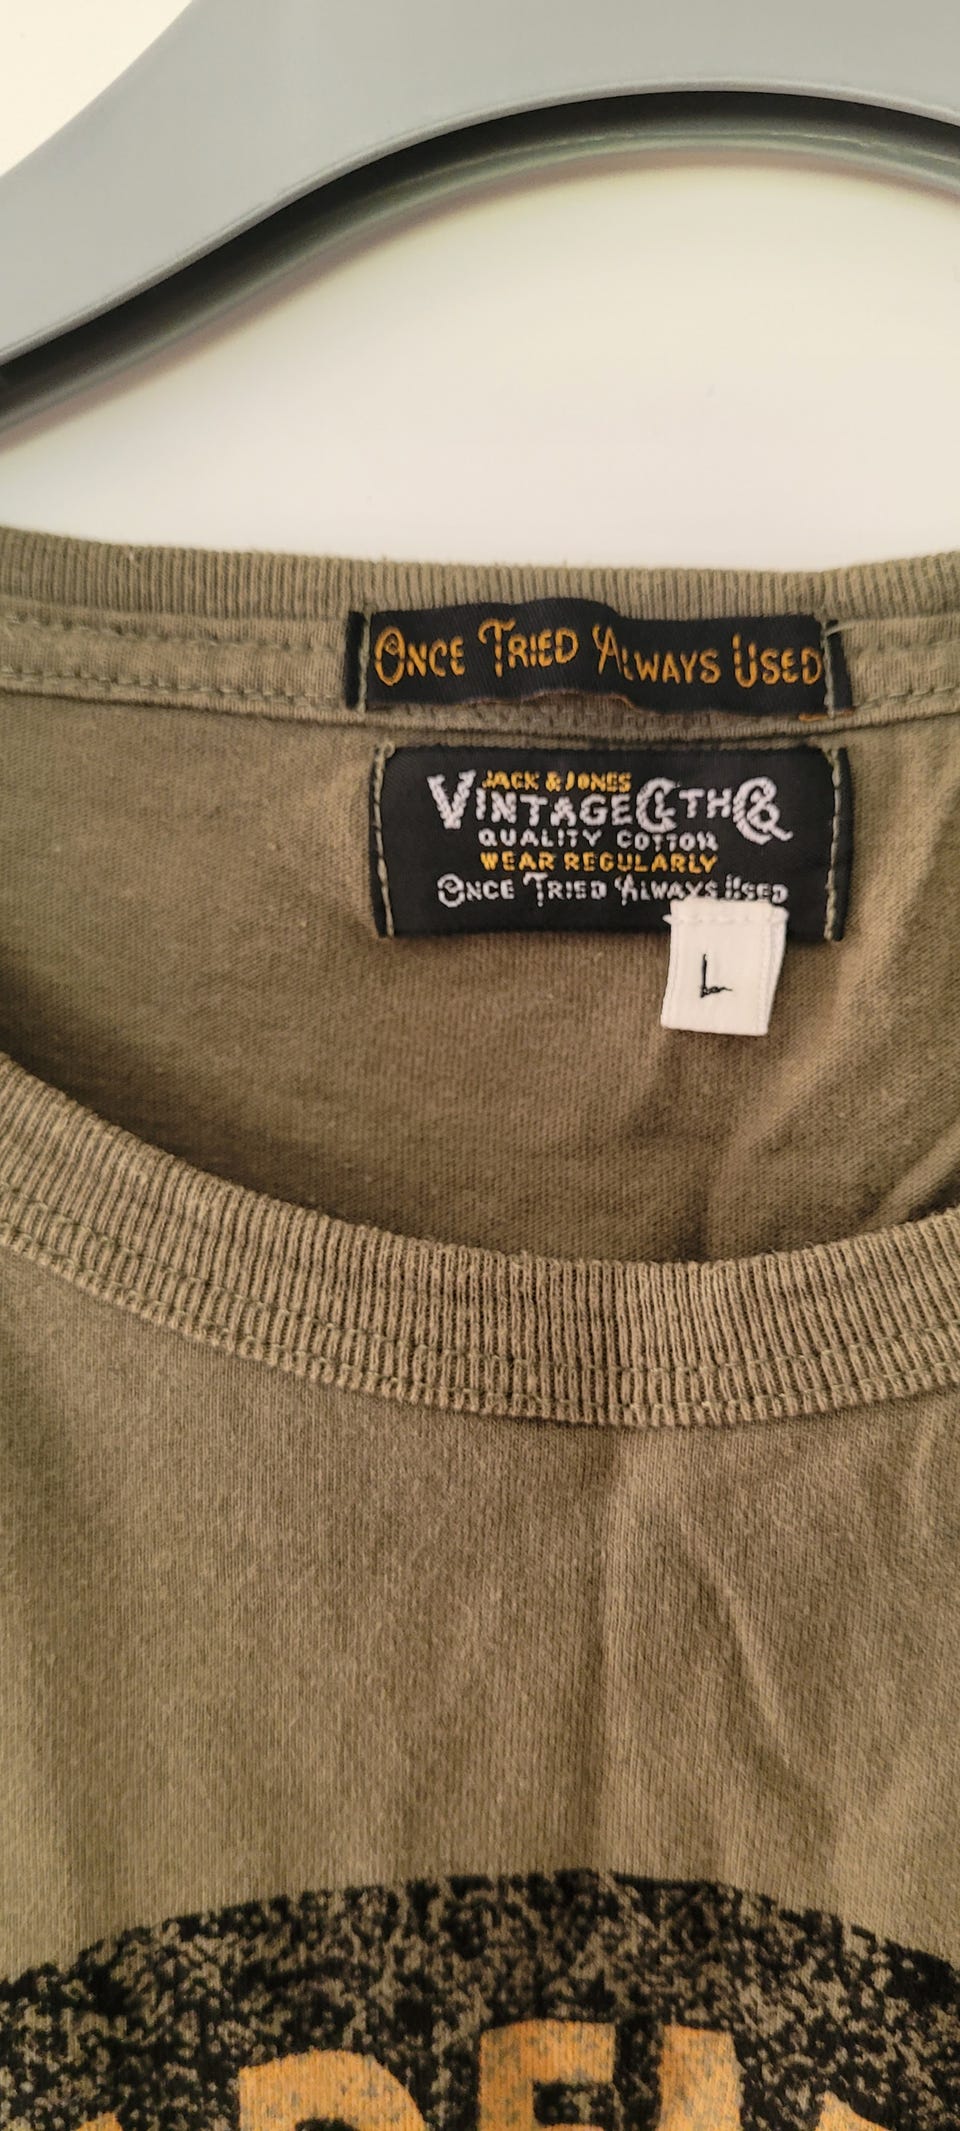 ONCE TRIED ALWAYS USED
JACK & JONES
VINTAGE CLTH Co
QUALITY COTTON
WEAR REGULARLY
ONCE TRIED ALWAYS USED
L